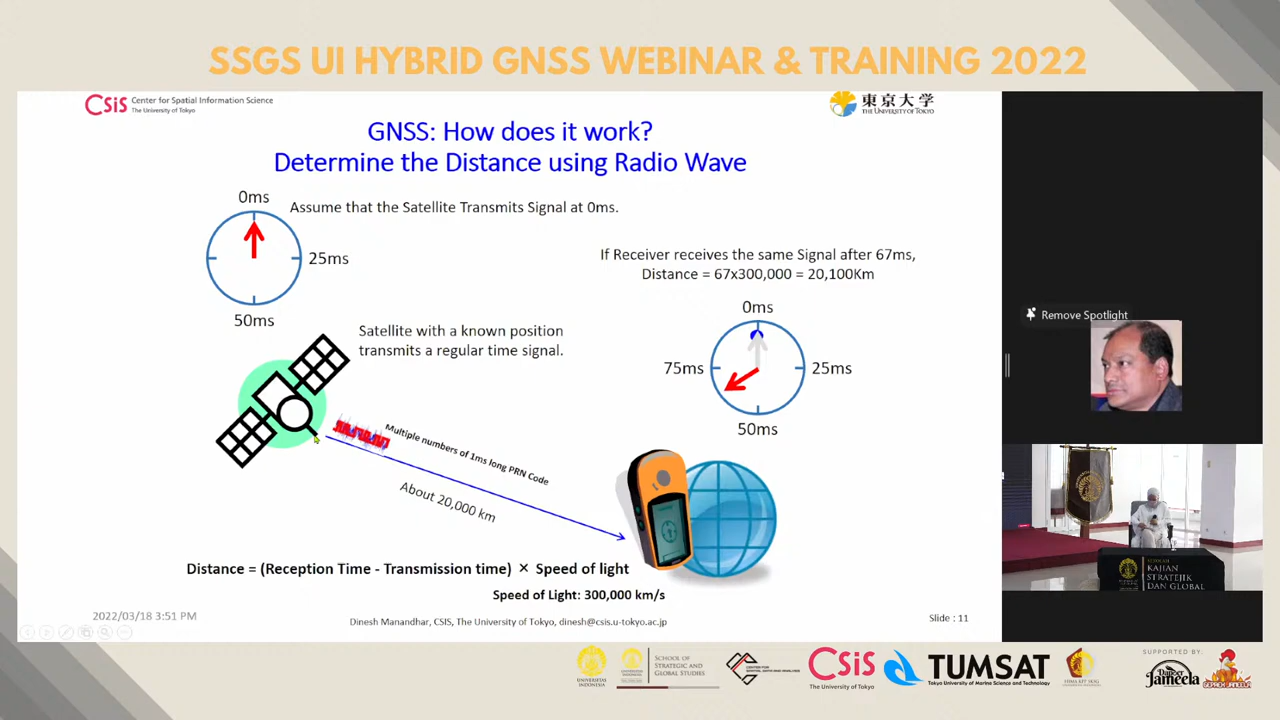 SSGS UI HYBRID GNSS WEBINAR & TRAINING 2022
CSiS Center for Spatial Information Science
The University of Tokyo
東京大学
THE UNIVERSITY OF TOKYO
GNSS: How does it work?
Determine the Distance using Radio Wave
0ms
Assume that the Satellite Transmits Signal at 0ms.
25ms
50ms
If Receiver receives the same Signal after 67ms,
Distance = 67x300,000 = 20,100Km
0ms
75ms
25ms
50ms
Satellite with a known position
transmits a regular time signal.
Multiple numbers of 1ms long PRN Code
About 20,000 km
Distance = (Reception Time - Transmission time) × Speed of light
Speed of Light: 300,000 km/s
2022/03/18 3:51 PM
Dinesh Manandhar, CSIS, The University of Tokyo, dinesh@csis.u-tokyo.ac.jp
Slide : 11
Remove Spotlight
KAJIAN
STRATEJIK
DAN GLOBAL
UNIVERSITAS
INDONESIA
SCHOOL OF
STRATEGIC AND
GLOBAL STUDIES
CSiS
The University of Tokyo
TUMSAT
Tokyo University of Marine Science and Technology
SUPPORTED BY:
Dapoer
Jameela
GEPREK JAMEELA